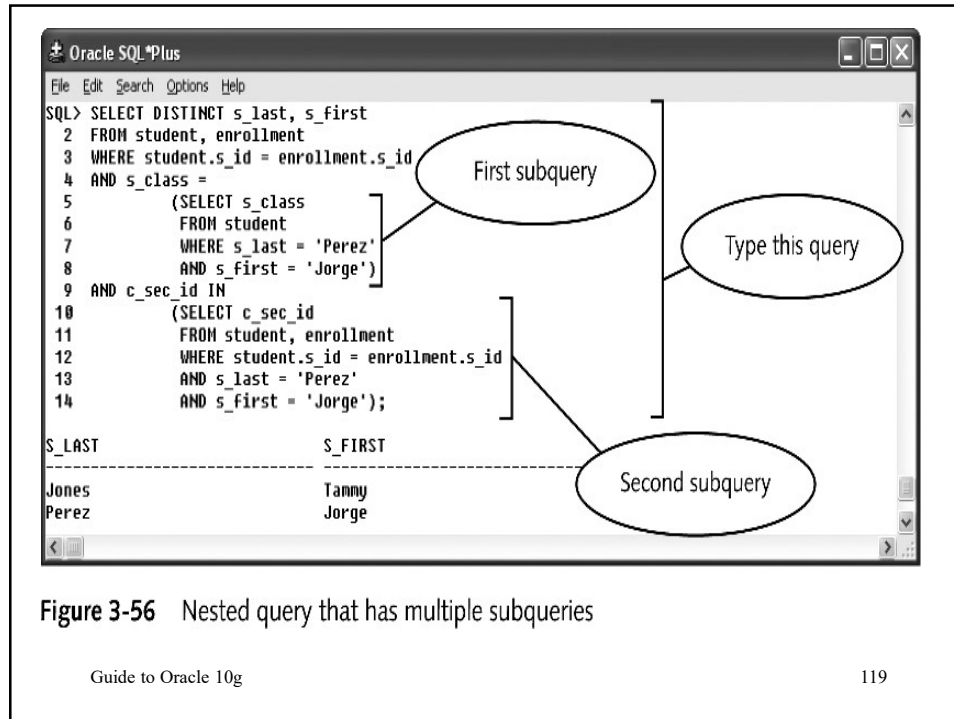 Oracle SQL*Plus
File Edit Search Options Help
SQL> SELECT DISTINCT s_last, s_first
2 FROM student, enrollment
3 WHERE student.s_id = enrollment.s_id
4 AND s_class =
5 (SELECT s_class
6 FROM student
7 WHERE s_last = 'Perez'
8 AND s_first = 'Jorge')
9 AND c_sec_id IN
10 (SELECT c_sec_id
11 FROM student, enrollment
12 WHERE student.s_id = enrollment.s_id
13 AND s_last = 'Perez'
14 AND s_first = 'Jorge');
First subquery
Type this query
Second subquery
S_LAST S_FIRST
------------------------------ ------------------------------
Jones Tammy
Perez Jorge
Figure 3-56 Nested query that has multiple subqueries
Guide to Oracle 10g 119